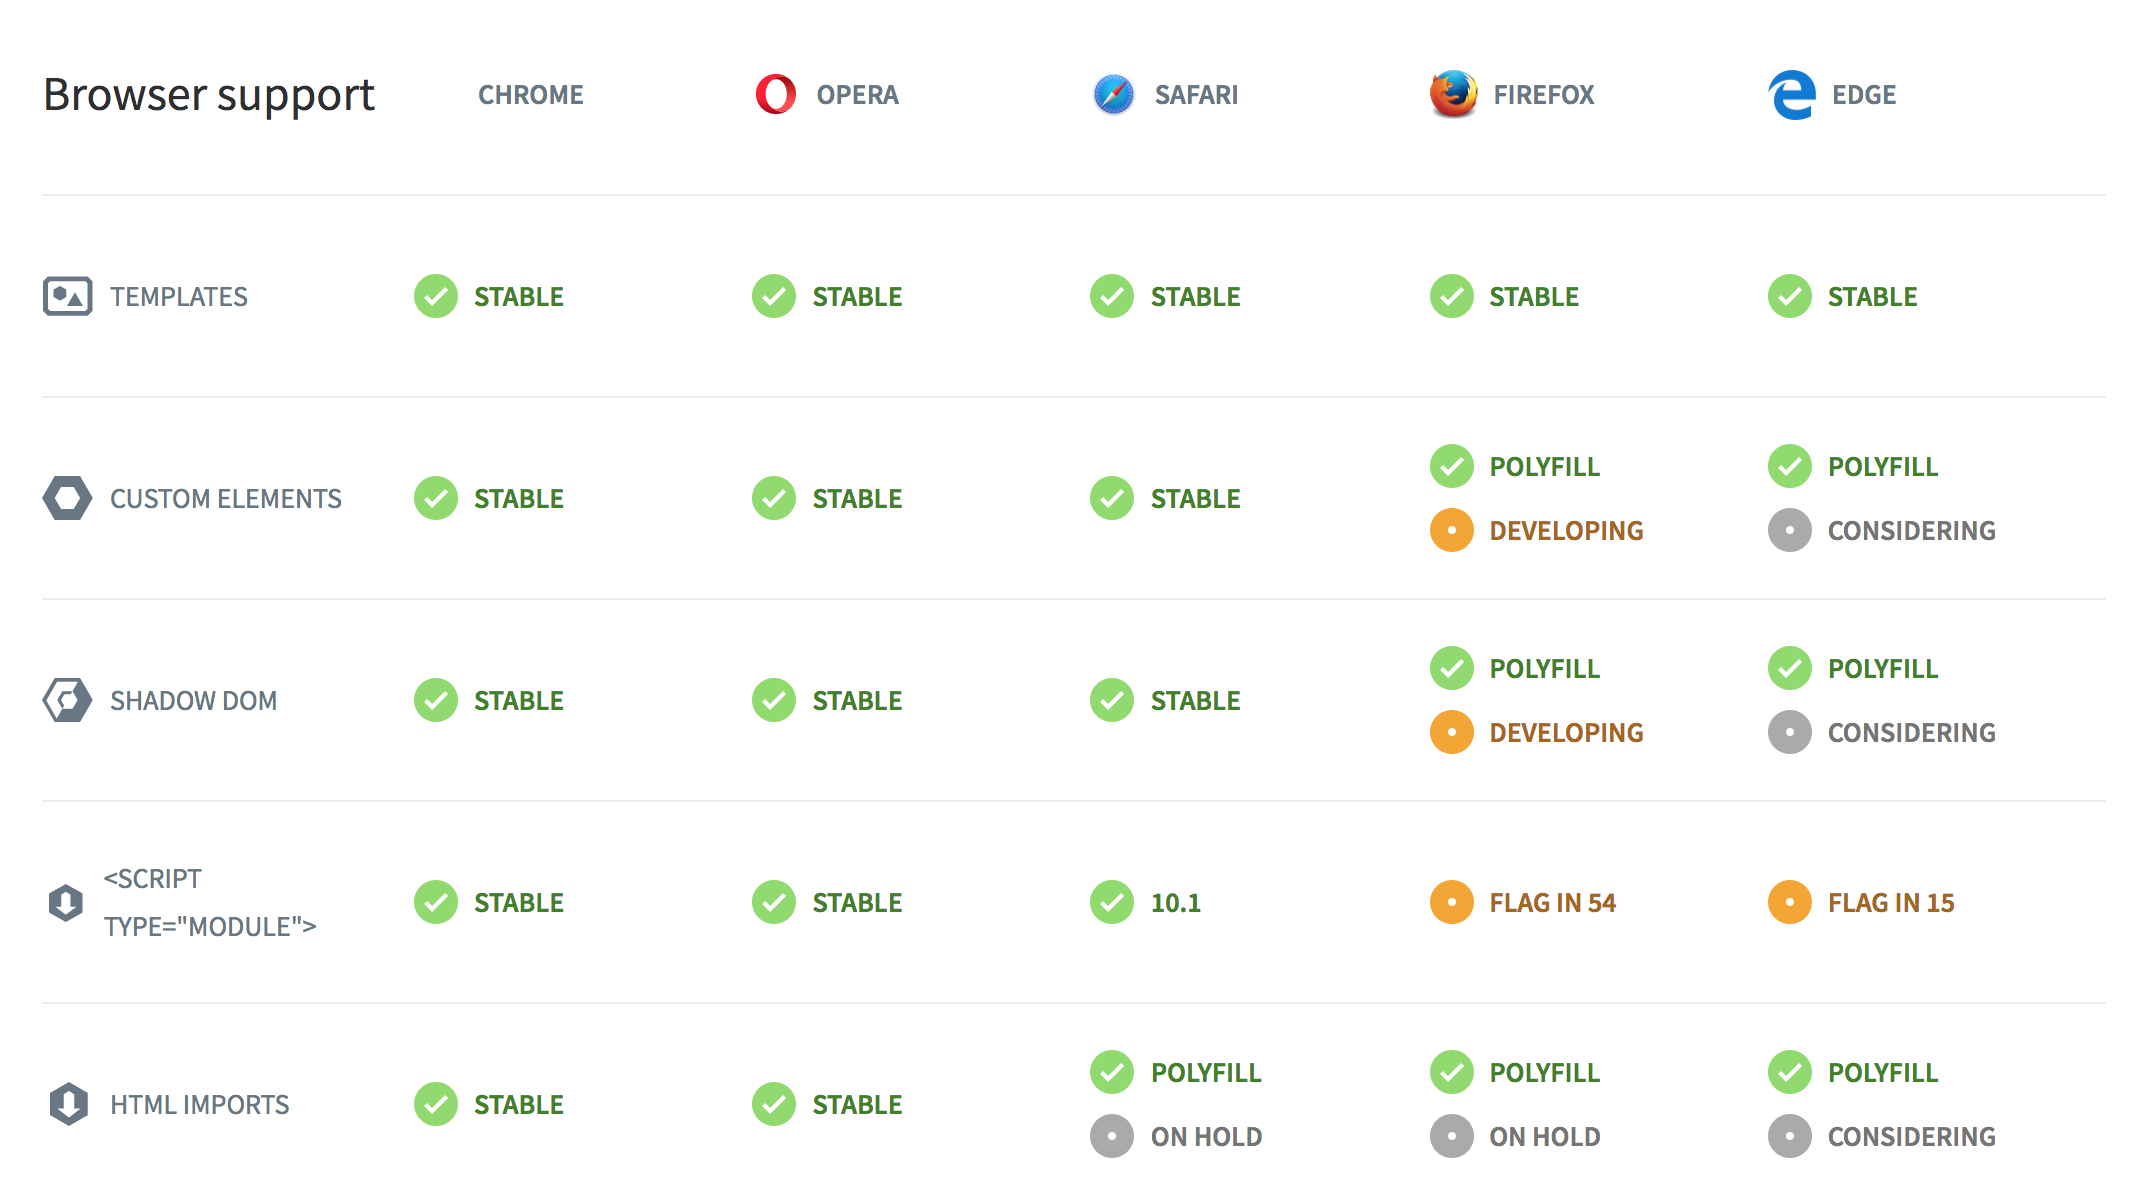 Browser support CHROME OPERA SAFARI FIREFOX EDGE
TEMPLATES STABLE STABLE STABLE STABLE STABLE
CUSTOM ELEMENTS STABLE STABLE STABLE POLYFILL DEVELOPING POLYFILL CONSIDERING
SHADOW DOM STABLE STABLE STABLE POLYFILL DEVELOPING POLYFILL CONSIDERING
<SCRIPT
TYPE="MODULE"> STABLE STABLE 10.1 FLAG IN 54 FLAG IN 15
HTML IMPORTS STABLE STABLE POLYFILL ON HOLD POLYFILL ON HOLD POLYFILL CONSIDERING